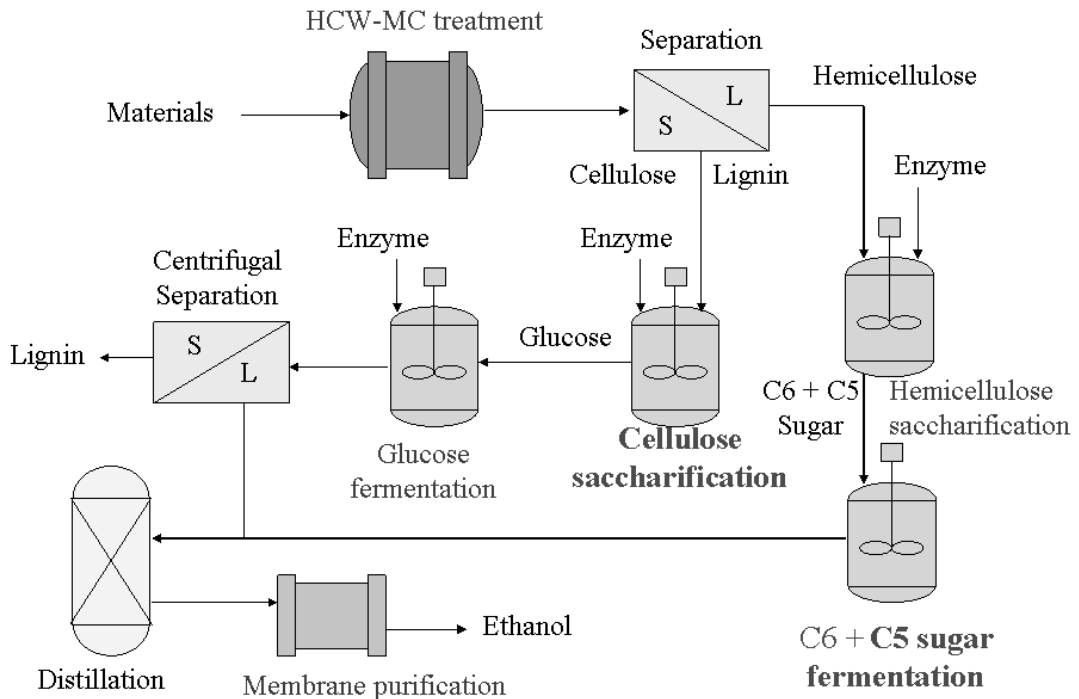 HCW-MC treatment
Separation
Hemicellulose
L
Materials
S
Cellulose
Lignin
Enzyme
Enzyme
Enzyme
Centrifugal
Separation
Glucose
S
Lignin
L
C6 + C5
Sugar
Hemicellulose
saccharification
Cellulose
saccharification
Glucose
fermentation
Ethanol
C6 + C5 sugar
fermentation
Distillation
Membrane purification